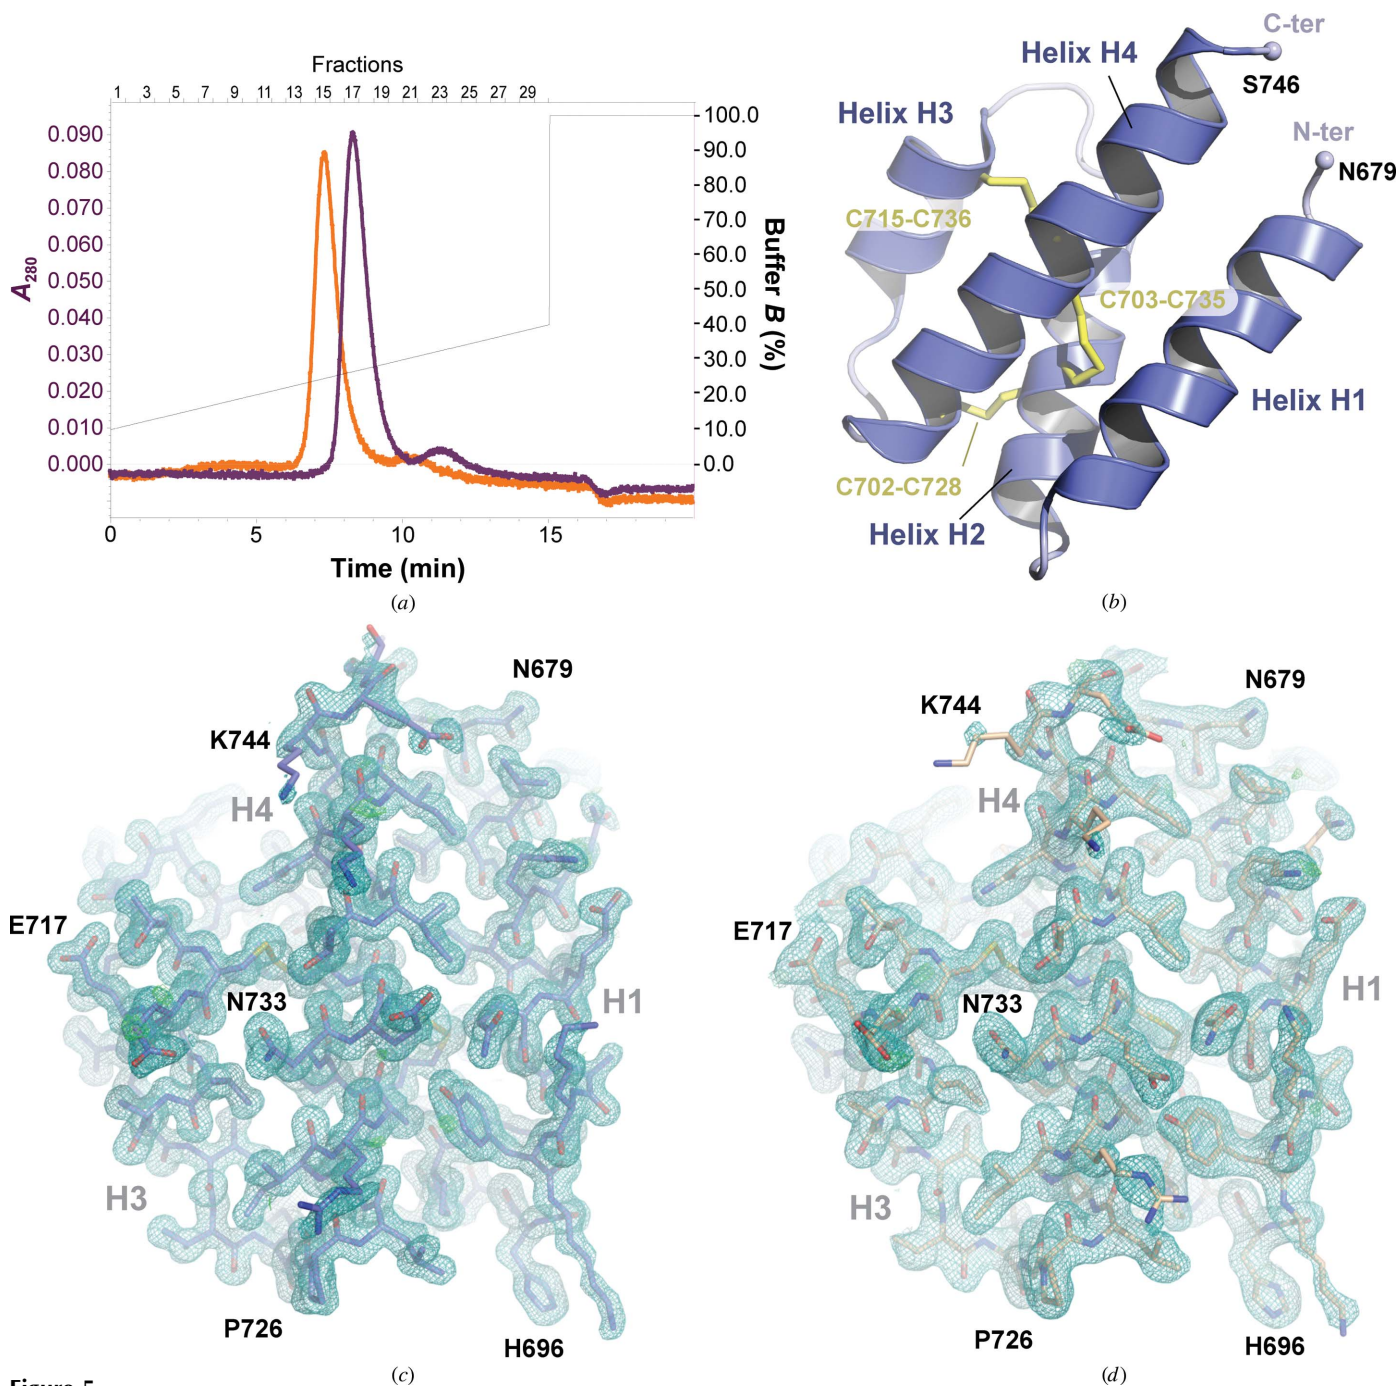 Fractions
1 3 5 7 9 11 13 15 17 19 21 23 25 27 29
0.090
0.080
0.070
0.060
0.050
0.040
0.030
0.020
0.010
0.000
A280
100.0
90.0
80.0
70.0
60.0
50.0
40.0
30.0
20.0
10.0
0.0
Buffer B (%)
0 5 10 15
Time (min)
(a)
C-ter
Helix H4
S746
Helix H3
N-ter
N679
C715-C736
C703-C735
Helix H1
C702-C728
Helix H2
(b)
N679
K744
H4
E717
N733
H1
H3
P726
H696
(c)
N679
K744
H4
E717
N733
H1
H3
P726
H696
(d)